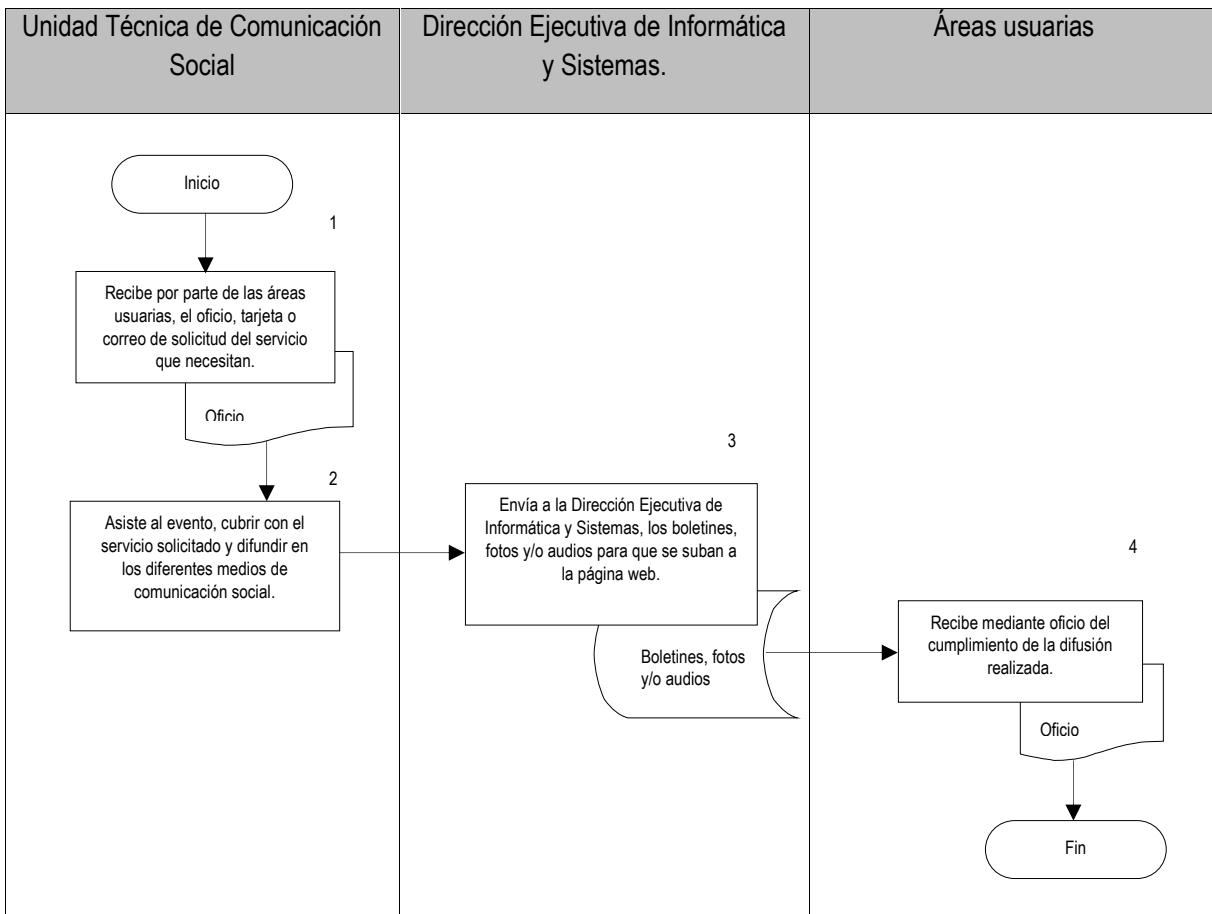 Unidad Técnica de Comunicación
Social
Dirección Ejecutiva de Informática
y Sistemas.
Áreas usuarias
Inicio
1
Recibe por parte de las áreas
usuarias, el oficio, tarjeta o
correo de solicitud del servicio
que necesitan.
Oficio
2
Asiste al evento, cubrir con el
servicio solicitado y difundir en
los diferentes medios de
comunicación social.
3
Envía a la Dirección Ejecutiva de
Informática y Sistemas, los boletines,
fotos y/o audios para que se suban a
la página web.
Boletines, fotos
y/o audios
4
Recibe mediante oficio del
cumplimiento de la difusión
realizada.
Oficio
Fin